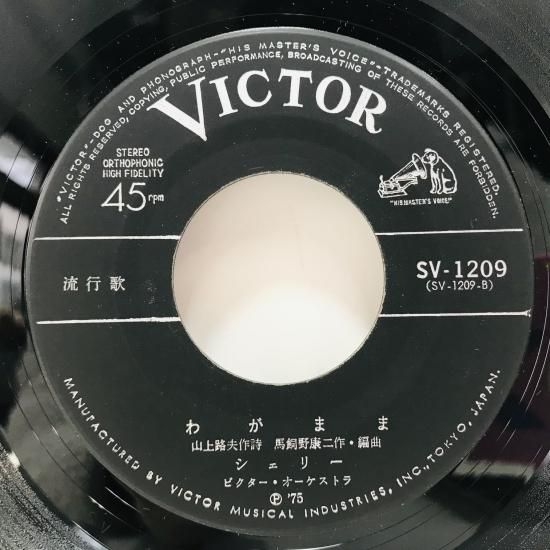 "VICTOR"–DOG AND PHONOGRAPH–"HIS MASTER'S VOICE"–TRADEMARKS REGISTERED.
ALL RIGHTS RESERVED, COPYING, PUBLIC PERFORMANCE, BROADCASTING OF THESE RECORDS ARE FORBIDDEN.
VICTOR
STEREO
ORTHOPHONIC
HIGH FIDELITY
45rpm
"HIS MASTER'S VOICE"
流行歌
SV-1209
(SV-1209-B)
わがまま
山上路夫作詩 馬飼野康二作・編曲
シェリー
ビクター・オーケストラ
Ⓟ '75
MANUFACTURED BY VICTOR MUSICAL INDUSTRIES, INC., TOKYO, JAPAN.